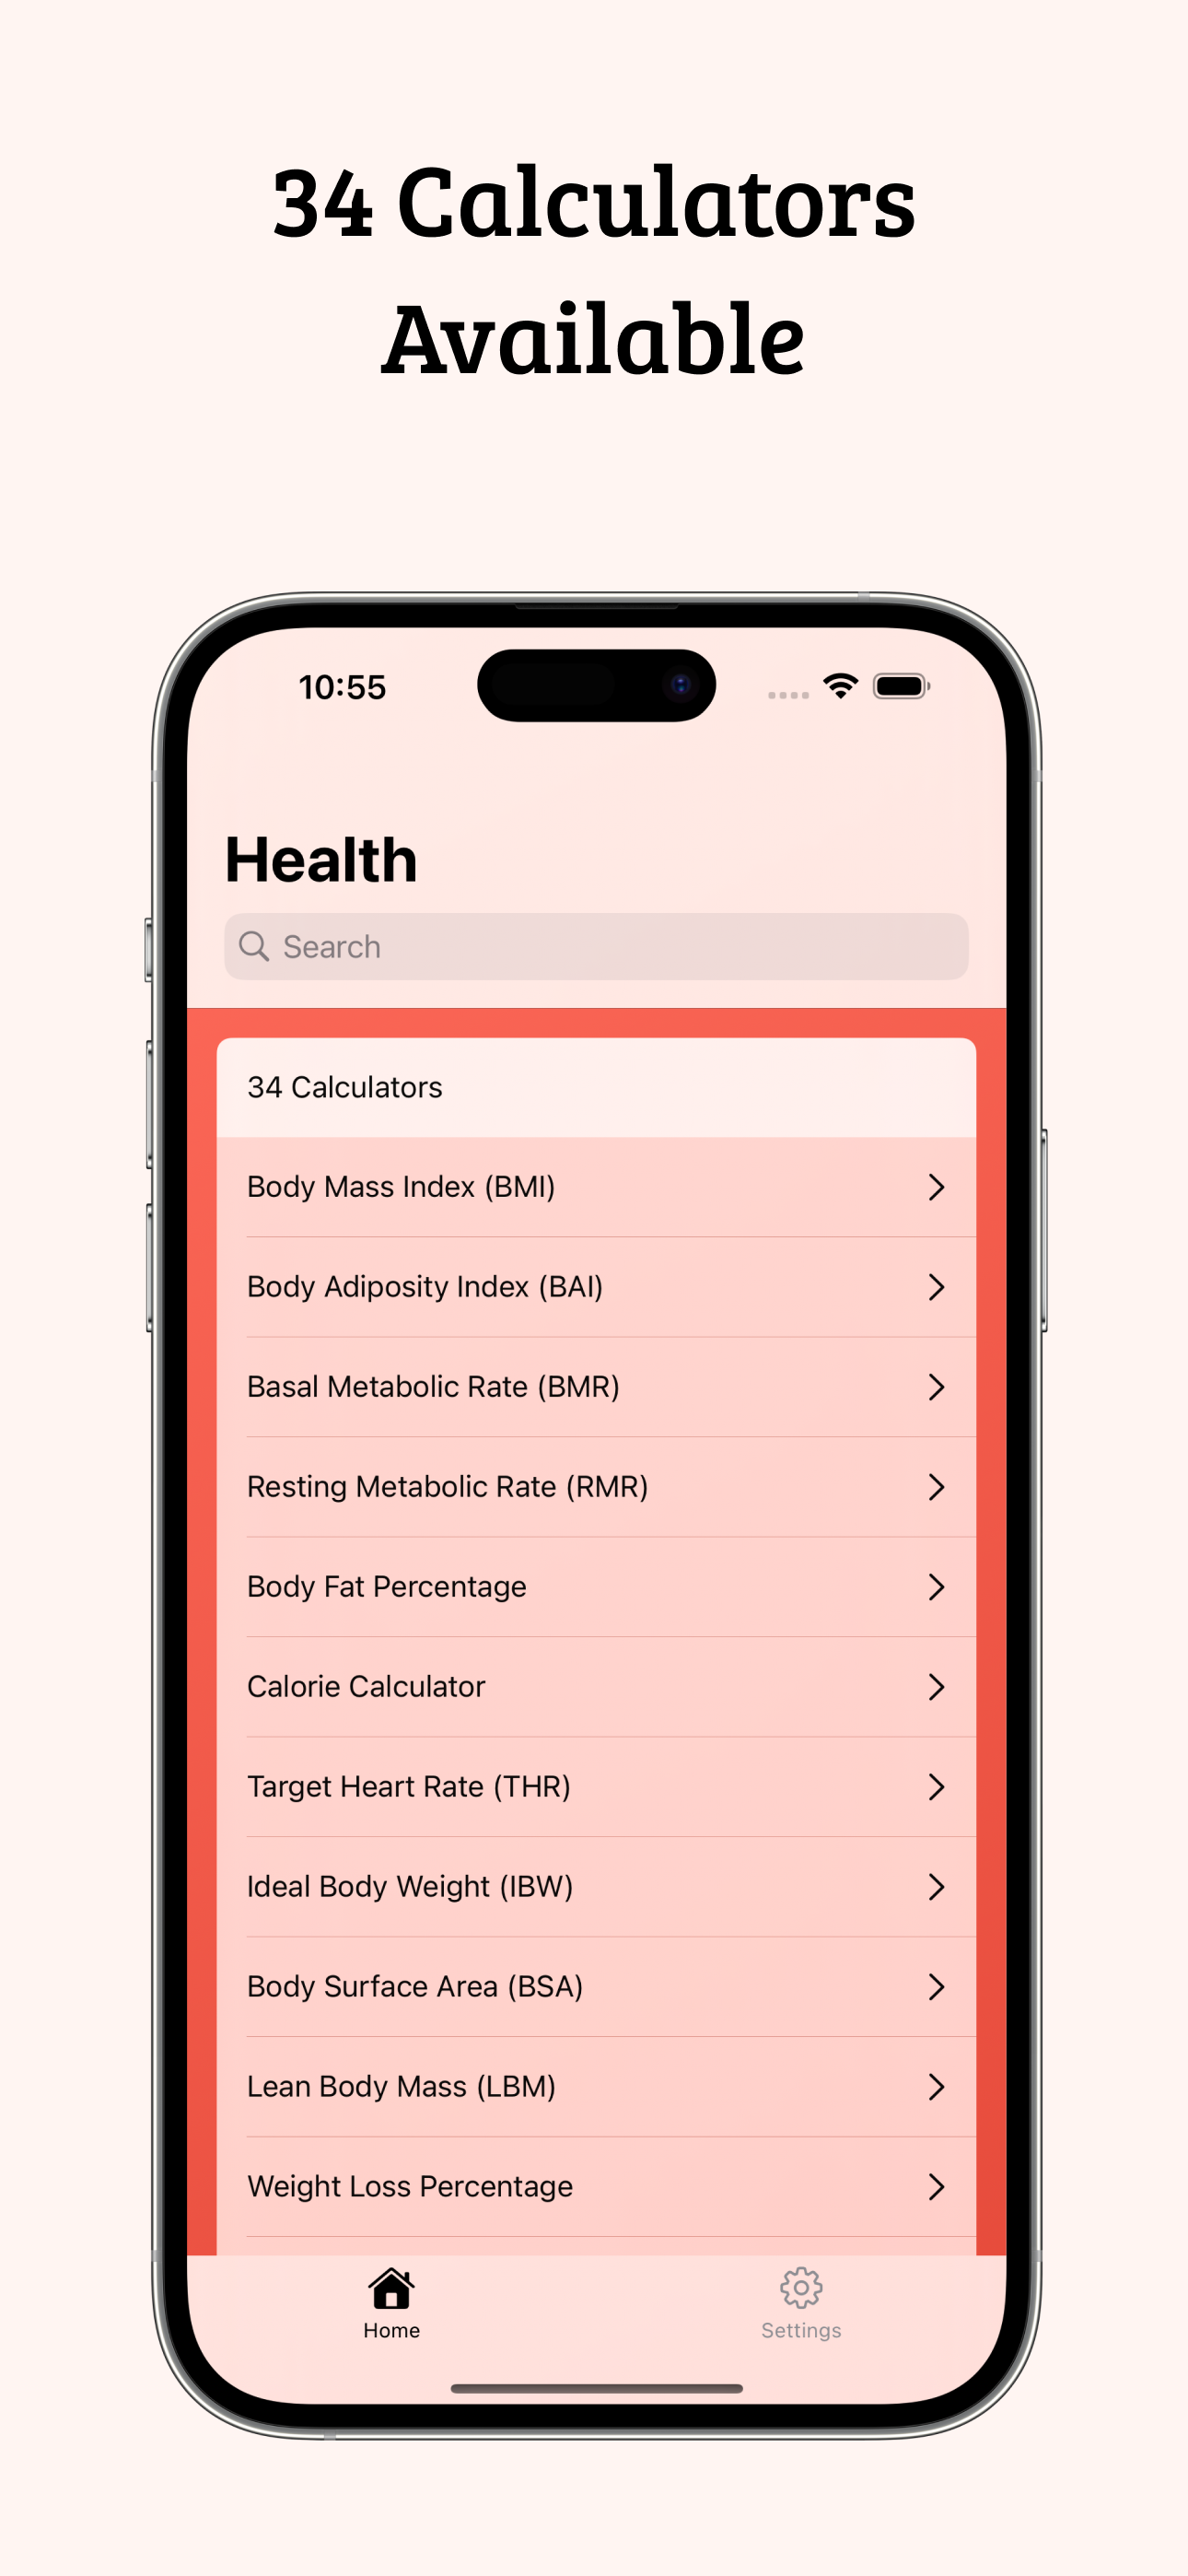 34 Calculators
Available
10:55
Health
Search
34 Calculators
Body Mass Index (BMI)
Body Adiposity Index (BAI)
Basal Metabolic Rate (BMR)
Resting Metabolic Rate (RMR)
Body Fat Percentage
Calorie Calculator
Target Heart Rate (THR)
Ideal Body Weight (IBW)
Body Surface Area (BSA)
Lean Body Mass (LBM)
Weight Loss Percentage
Home
Settings